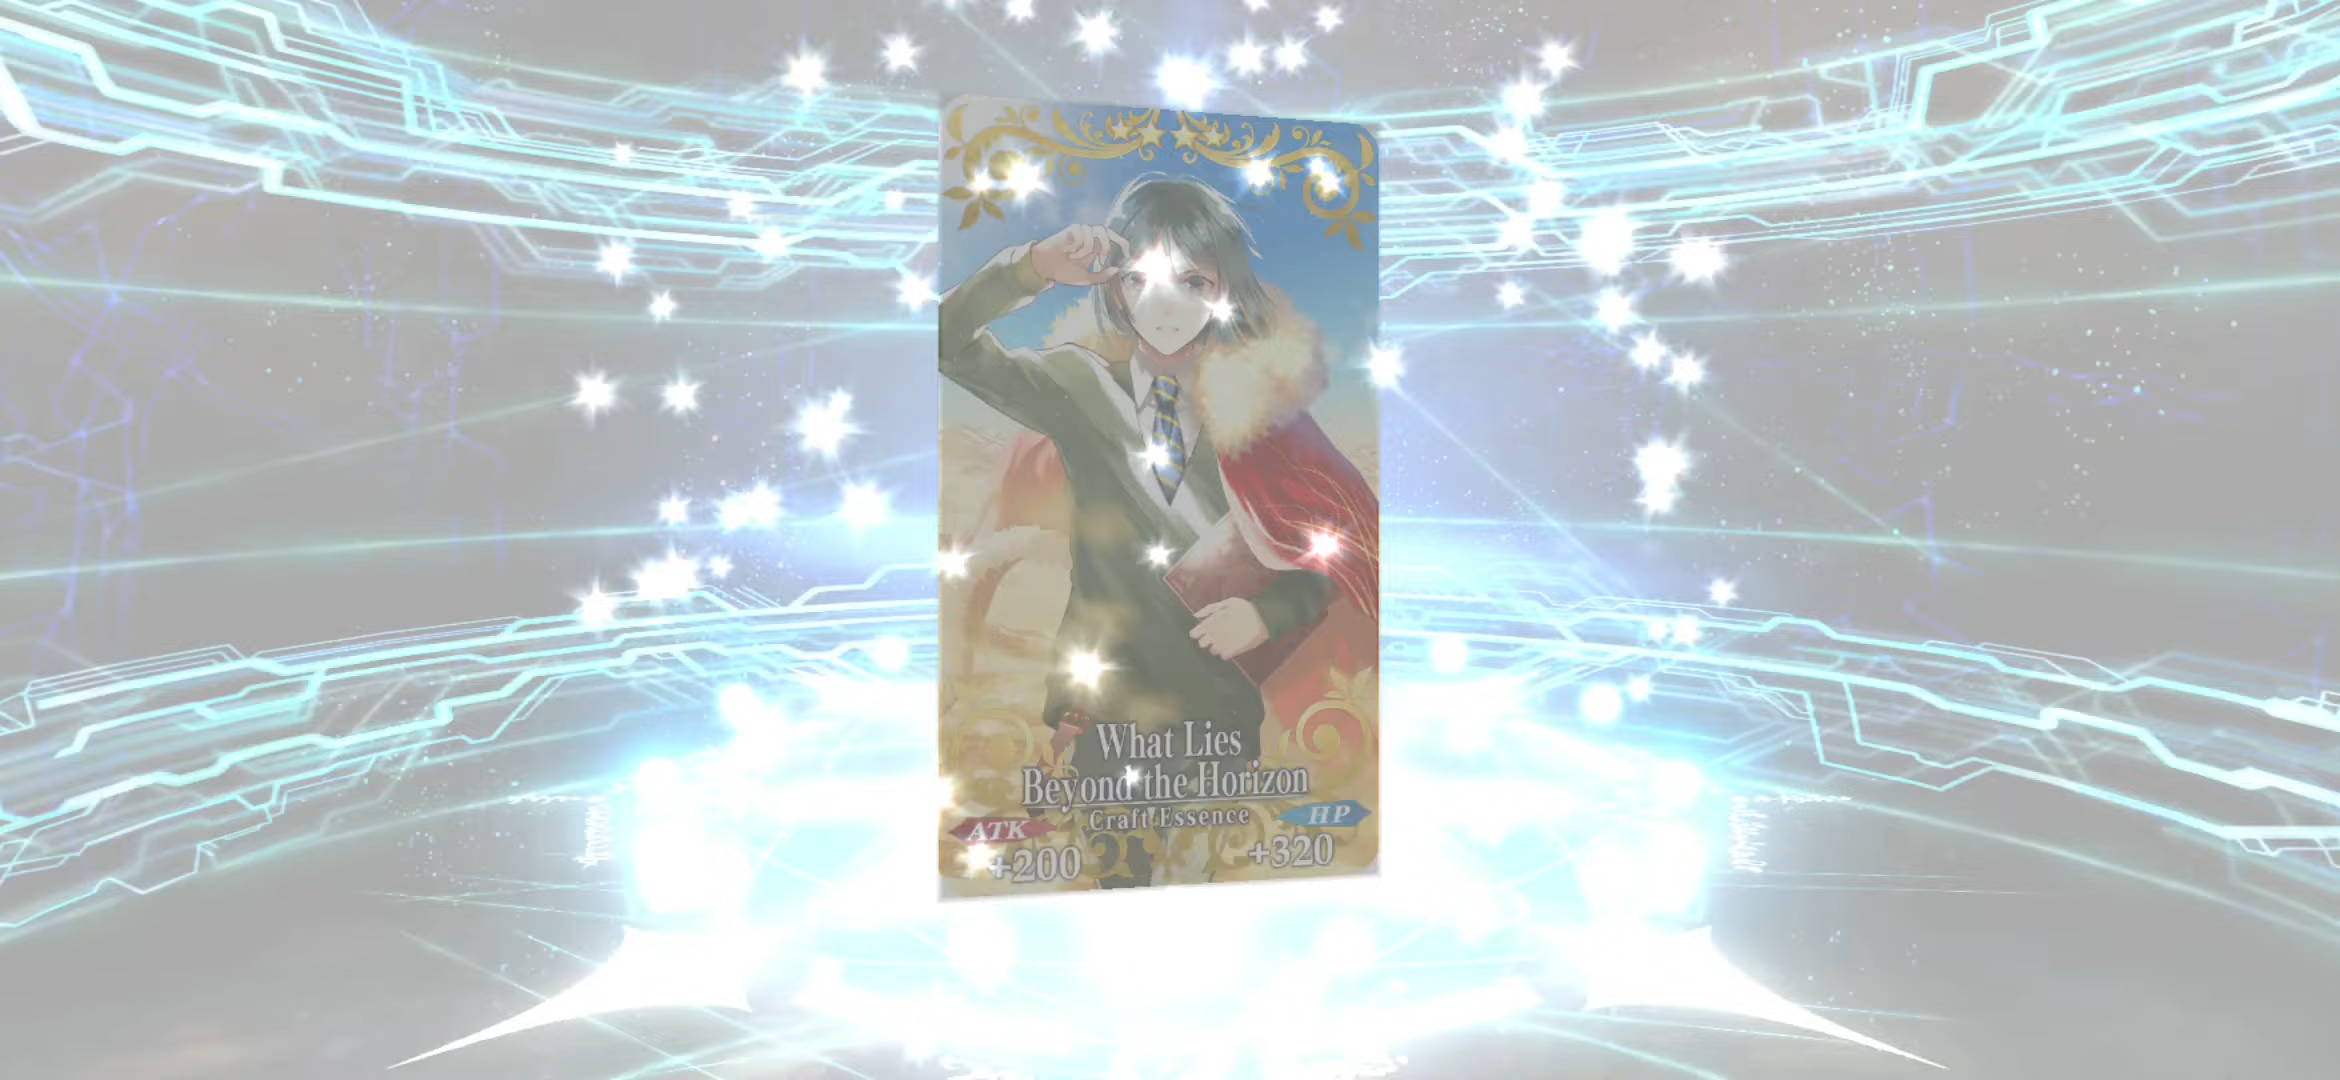 What Lies
Beyond the Horizon
Craft Essence
ATK
HP
+200
+320